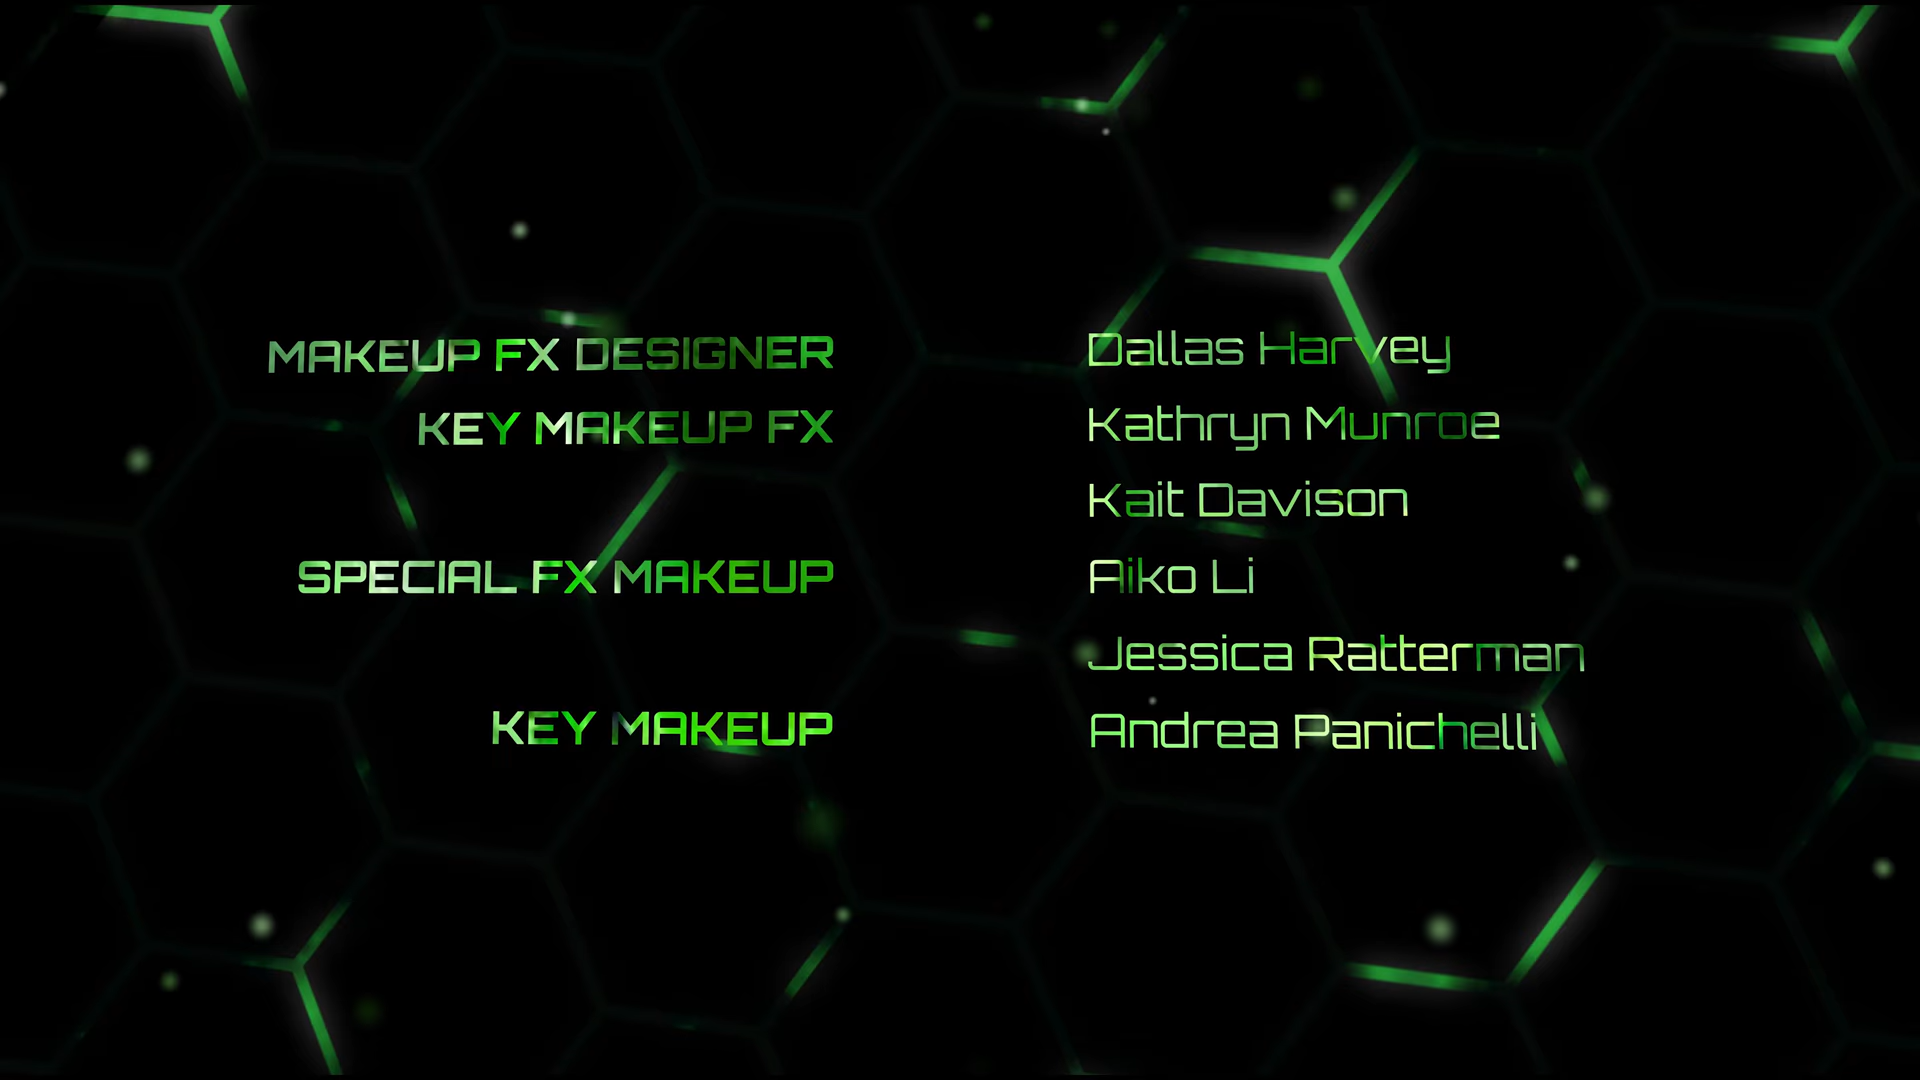 MAKEUP FX DESIGNER Dallas Harvey
KEY MAKEUP FX Kathryn Munroe
Kait Davison
SPECIAL FX MAKEUP Aiko Li
Jessica Ratterman
KEY MAKEUP Andrea Panichelli